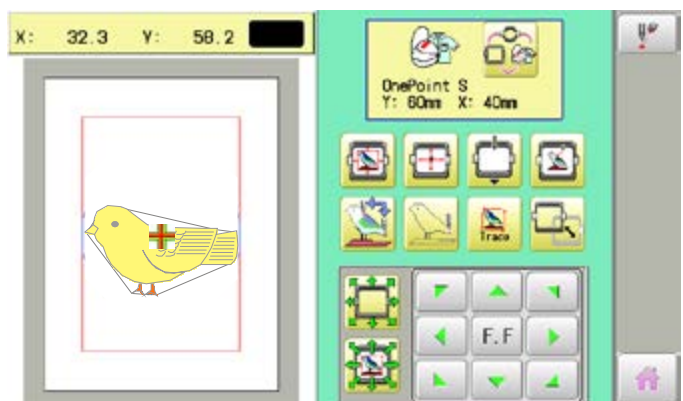 X: 32.3 Y: 58.2
OnePoint S
Y: 60mm X: 40mm
Trace
F.F